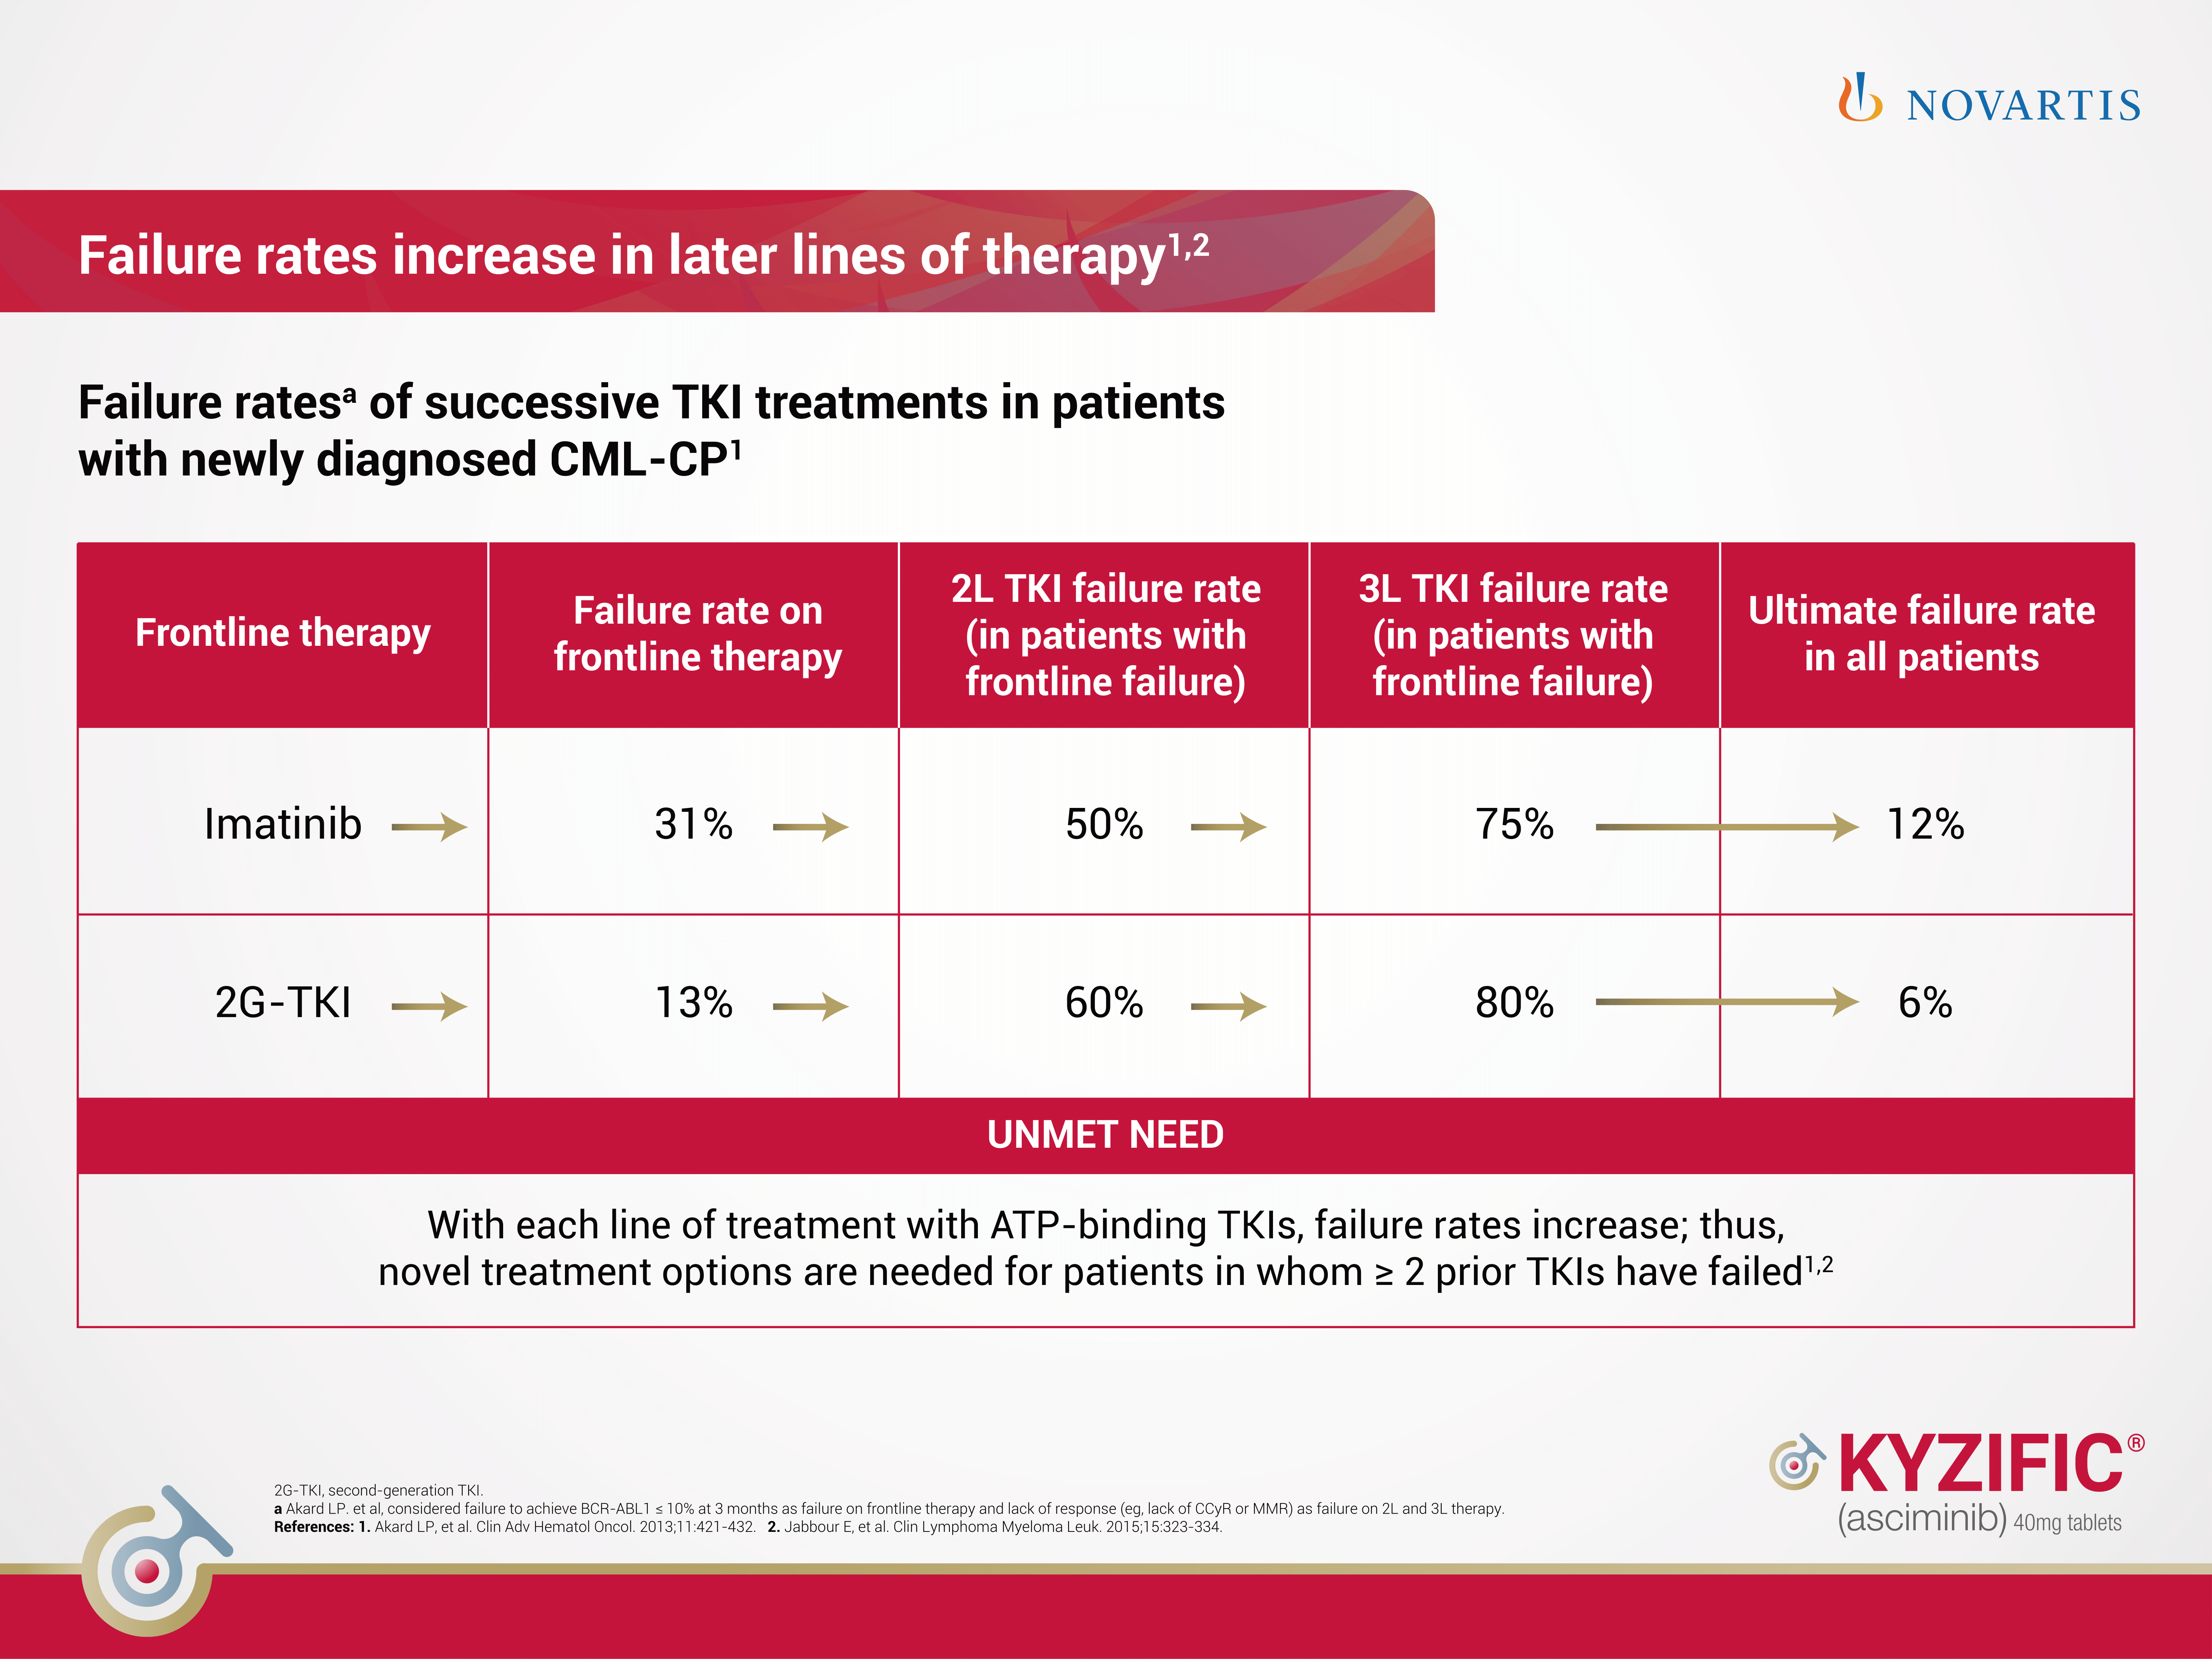 NOVARTIS
Failure rates increase in later lines of therapy1,2
Failure ratesa of successive TKI treatments in patients
with newly diagnosed CML-CP1
Frontline therapy
Failure rate on
frontline therapy
2L TKI failure rate
(in patients with
frontline failure)
3L TKI failure rate
(in patients with
frontline failure)
Ultimate failure rate
in all patients
Imatinib
31%
50%
75%
12%
2G-TKI
13%
60%
80%
6%
UNMET NEED
With each line of treatment with ATP-binding TKIs, failure rates increase; thus,
novel treatment options are needed for patients in whom ≥ 2 prior TKIs have failed1,2
2G-TKI, second-generation TKI.
a Akard LP. et al, considered failure to achieve BCR-ABL1 ≤ 10% at 3 months as failure on frontline therapy and lack of response (eg, lack of CCyR or MMR) as failure on 2L and 3L therapy.
References: 1. Akard LP, et al. Clin Adv Hematol Oncol. 2013;11:421-432. 2. Jabbour E, et al. Clin Lymphoma Myeloma Leuk. 2015;15:323-334.
KYZIFIC®
(asciminib) 40mg tablets